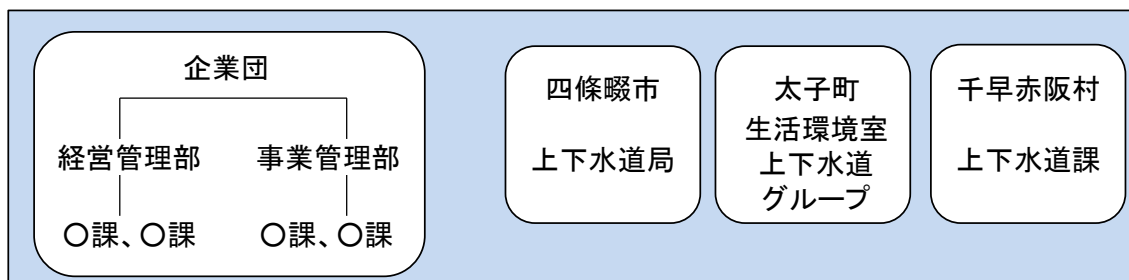 企業団
経営管理部
事業管理部
〇課、〇課
〇課、〇課
四條畷市
上下水道局
太子町
生活環境室
上下水道
グループ
千早赤阪村
上下水道課